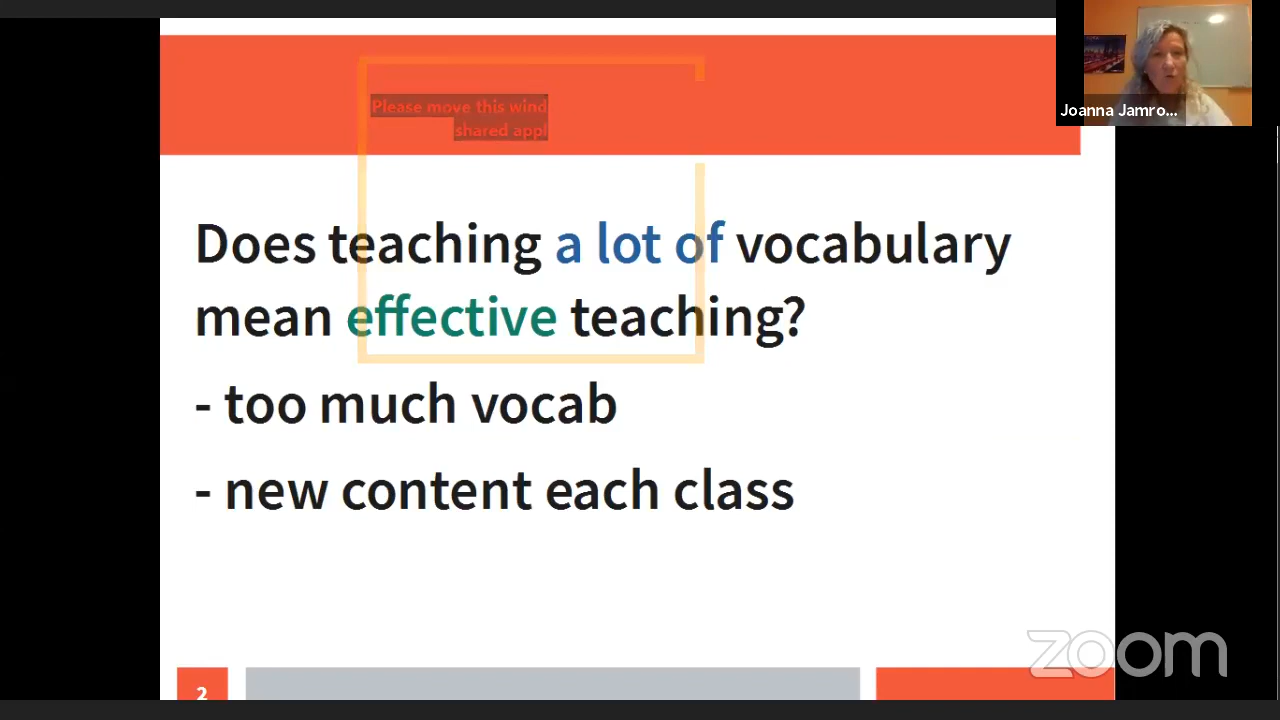 Please move this wind
shared appl
Joanna Jamro...
Does teaching a lot of vocabulary
mean effective teaching?
- too much vocab
- new content each class
zoom
2